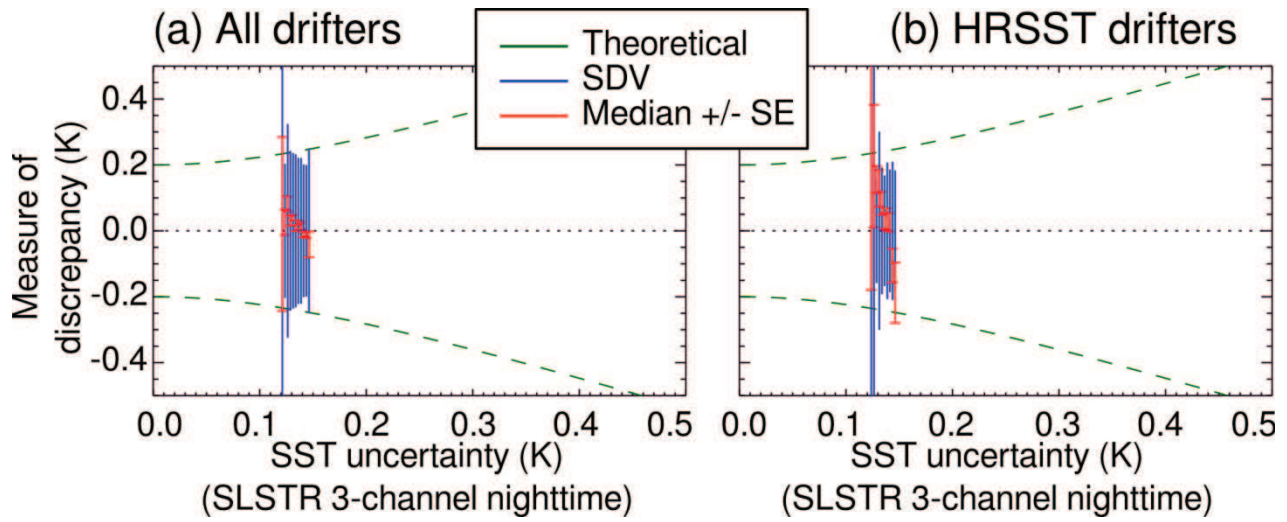 (a) All drifters
Theoretical
SDV
Median +/- SE
(b) HRSST drifters
Measure of
discrepancy (K)
0.4
0.2
0.0
-0.2
-0.4
0.0 0.1 0.2 0.3 0.4 0.5
SST uncertainty (K)
(SLSTR 3-channel nighttime)
0.0 0.1 0.2 0.3 0.4 0.5
SST uncertainty (K)
(SLSTR 3-channel nighttime)